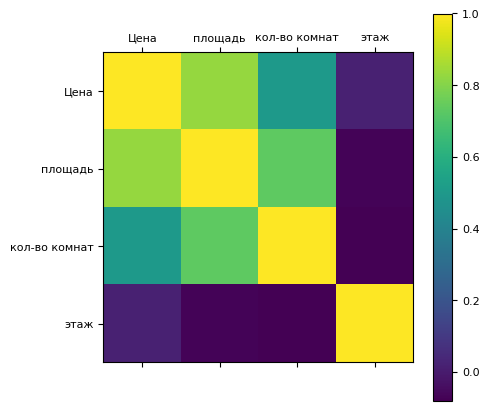 Цена площадь кол-во комнат этаж
Цена
площадь
кол-во комнат
этаж
1.0
0.8
0.6
0.4
0.2
0.0